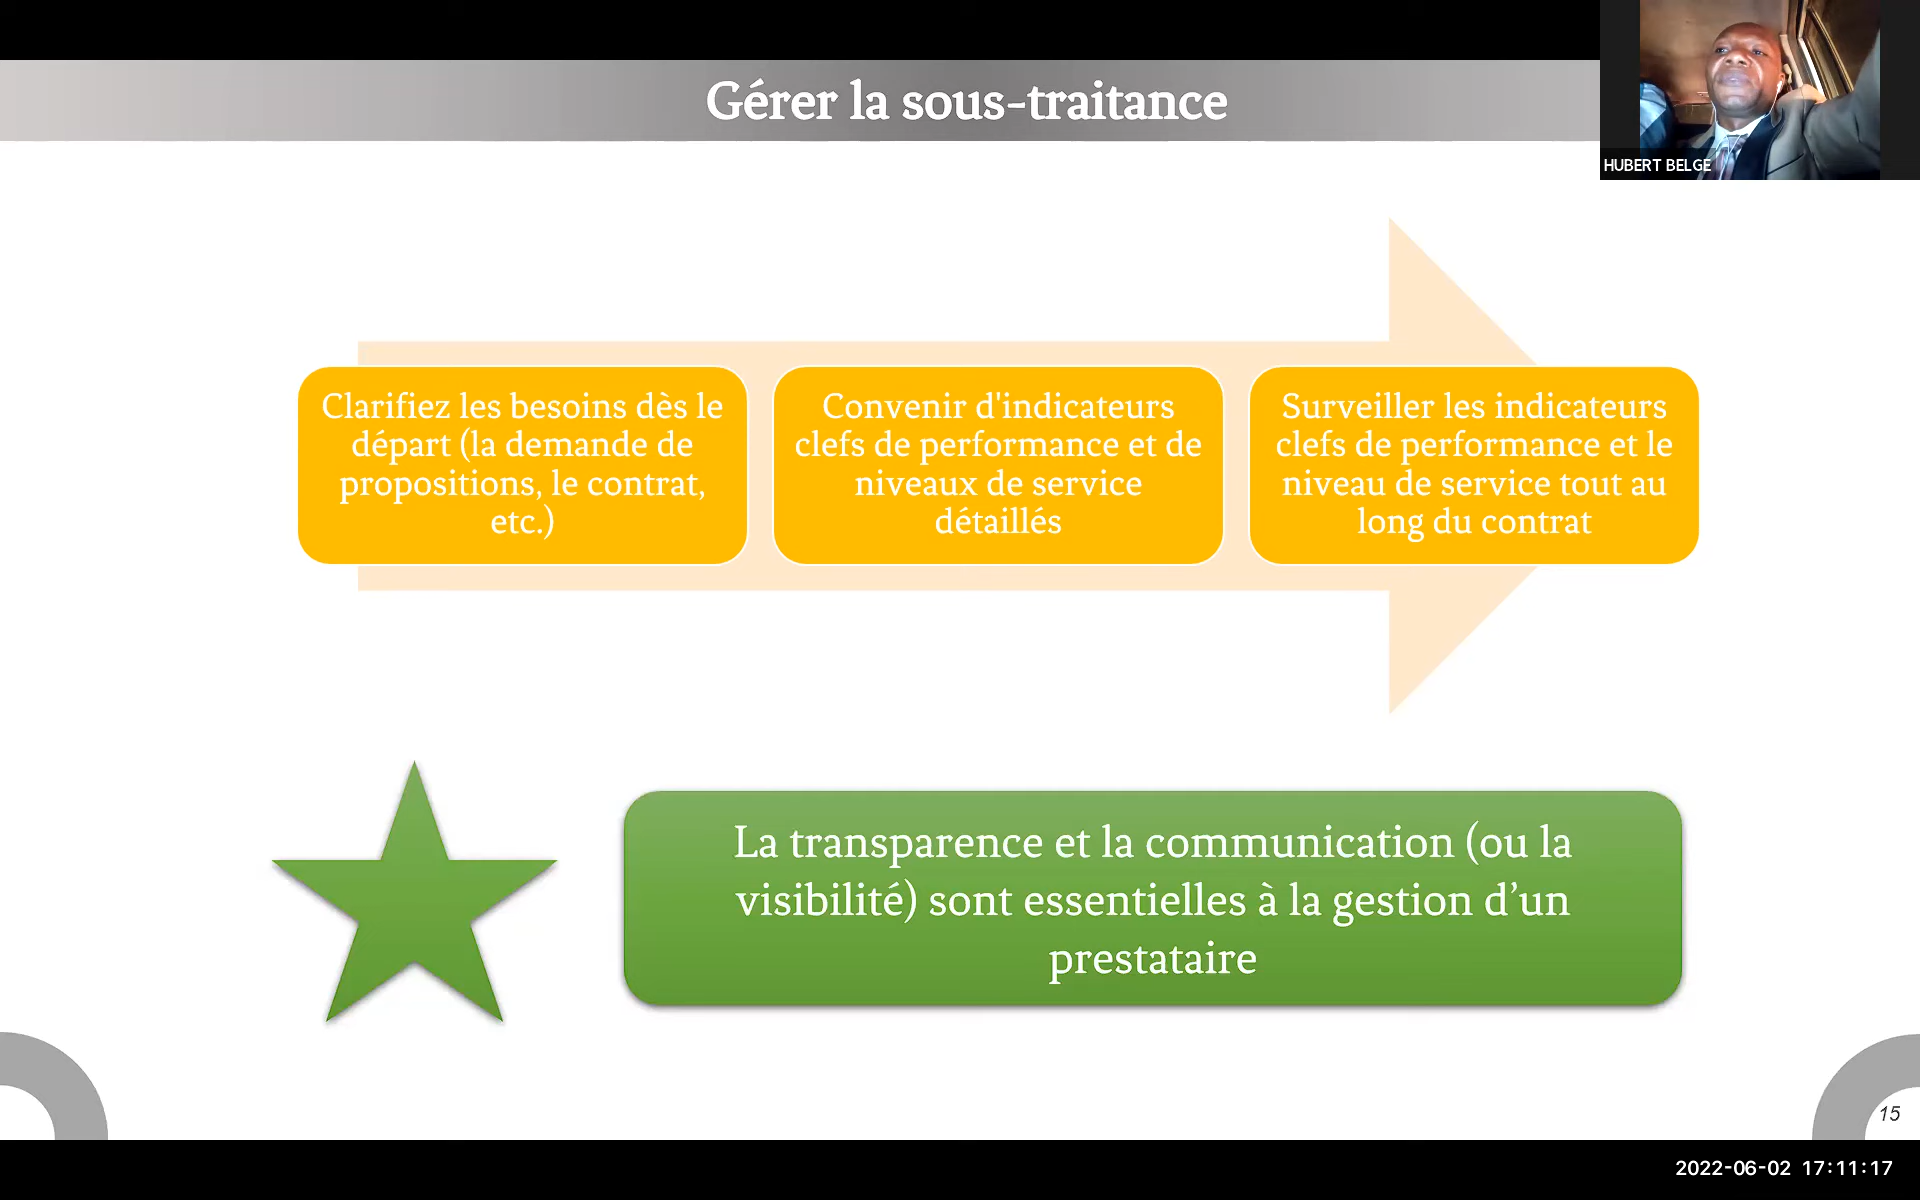 Gérer la sous-traitance
HUBERT BELGE
Clarifiez les besoins dès le
départ (la demande de
propositions, le contrat,
etc.)
Convenir d'indicateurs
clefs de performance et de
niveaux de service
détaillés
Surveiller les indicateurs
clefs de performance et le
niveau de service tout au
long du contrat
La transparence et la communication (ou la
visibilité) sont essentielles à la gestion d’un
prestataire
15
2022-06-02 17:11:17